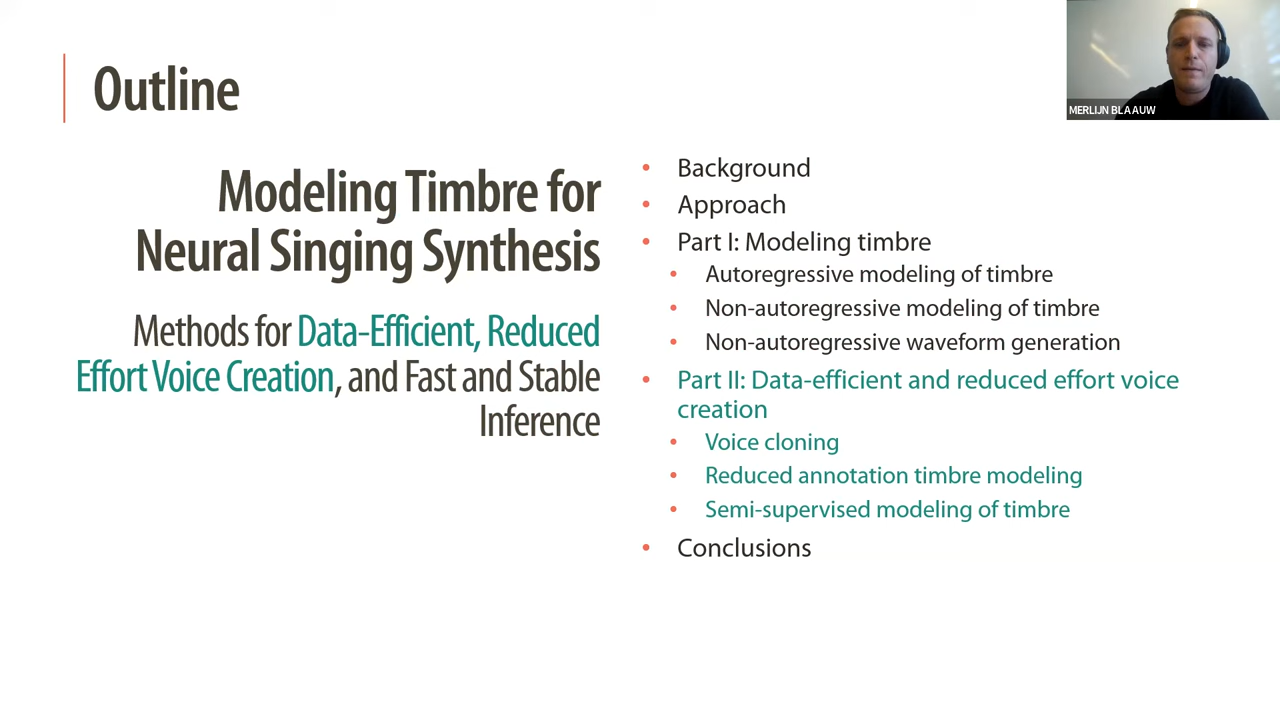 Outline
Modeling Timbre for
Neural Singing Synthesis
Methods for Data-Efficient, Reduced
Effort Voice Creation, and Fast and Stable
Inference
• Background
• Approach
• Part I: Modeling timbre
• Autoregressive modeling of timbre
• Non-autoregressive modeling of timbre
• Non-autoregressive waveform generation
• Part II: Data-efficient and reduced effort voice
creation
• Voice cloning
• Reduced annotation timbre modeling
• Semi-supervised modeling of timbre
• Conclusions
MERLIJN BLAAUW